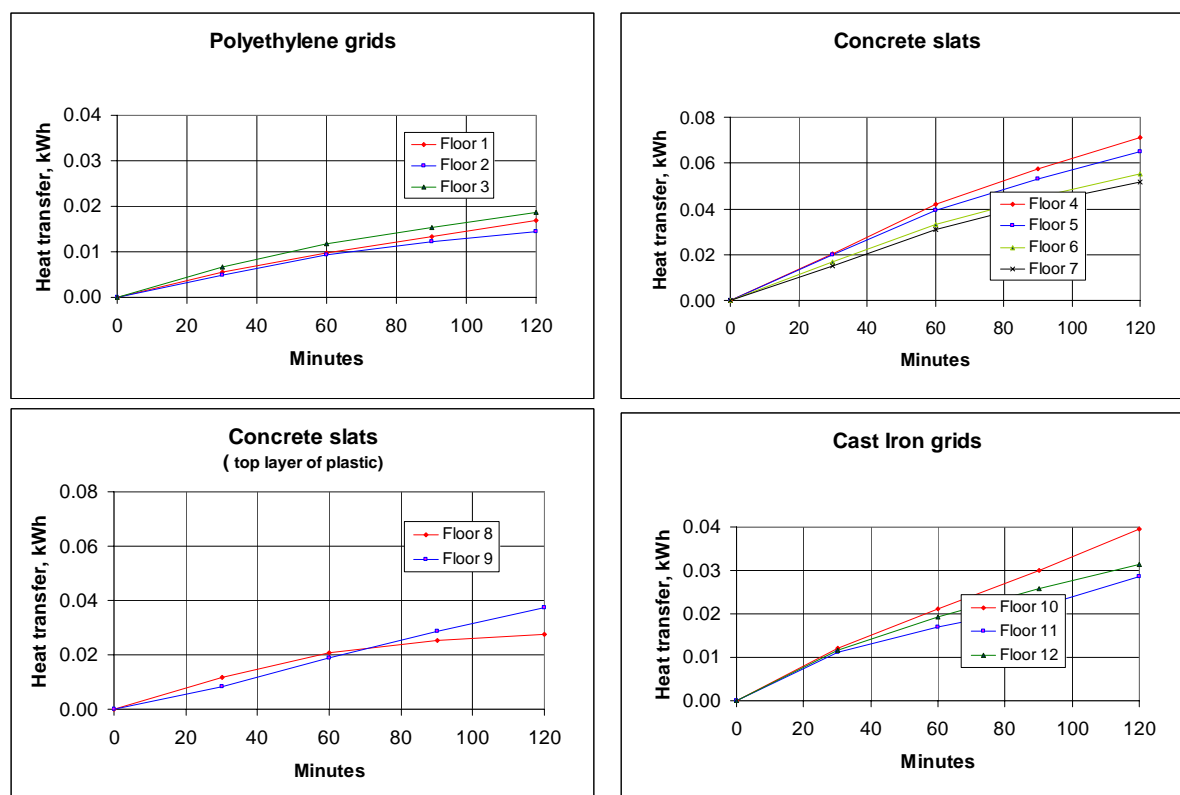 Polyethylene grids
Heat transfer, kWh
0.04
0.03
0.02
0.01
0.00
Floor 1
Floor 2
Floor 3
0 20 40 60 80 100 120
Minutes
Concrete slats
Heat transfer, kWh
0.08
0.06
0.04
0.02
0.00
Floor 4
Floor 5
Floor 6
Floor 7
0 20 40 60 80 100 120
Minutes
Concrete slats
( top layer of plastic)
Heat transfer, kWh
0.08
0.06
0.04
0.02
0.00
Floor 8
Floor 9
0 20 40 60 80 100 120
Minutes
Cast Iron grids
Heat transfer, kWh
0.04
0.03
0.02
0.01
0.00
Floor 10
Floor 11
Floor 12
0 20 40 60 80 100 120
Minutes